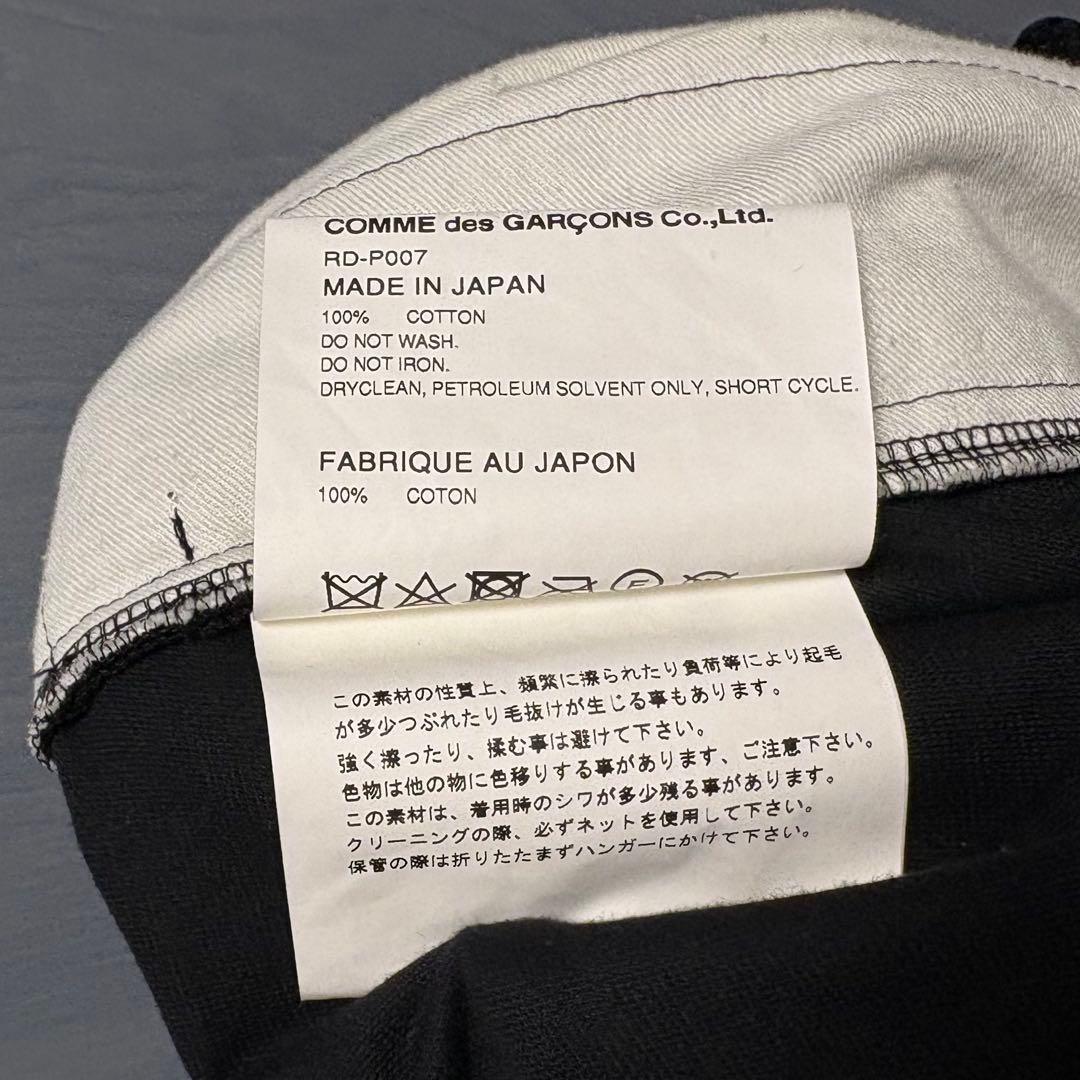 COMME des GARÇONS Co.,Ltd.
RD-P007
MADE IN JAPAN
100% COTTON
DO NOT WASH.
DO NOT IRON.
DRYCLEAN, PETROLEUM SOLVENT ONLY, SHORT CYCLE.
FABRIQUE AU JAPON
100% COTON
この素材の性質上、頻繁に擦られたり負荷等により起毛
が多少つぶれたり毛抜けが生じる事もあります。
強く擦ったり、揉む事は避けて下さい。
色物は他の物に色移りする事があります、ご注意下さい。
この素材は、着用時のシワが多少残る事があります。
クリーニングの際、必ずネットを使用して下さい。
保管の際は折りたたまずハンガーにかけて下さい。